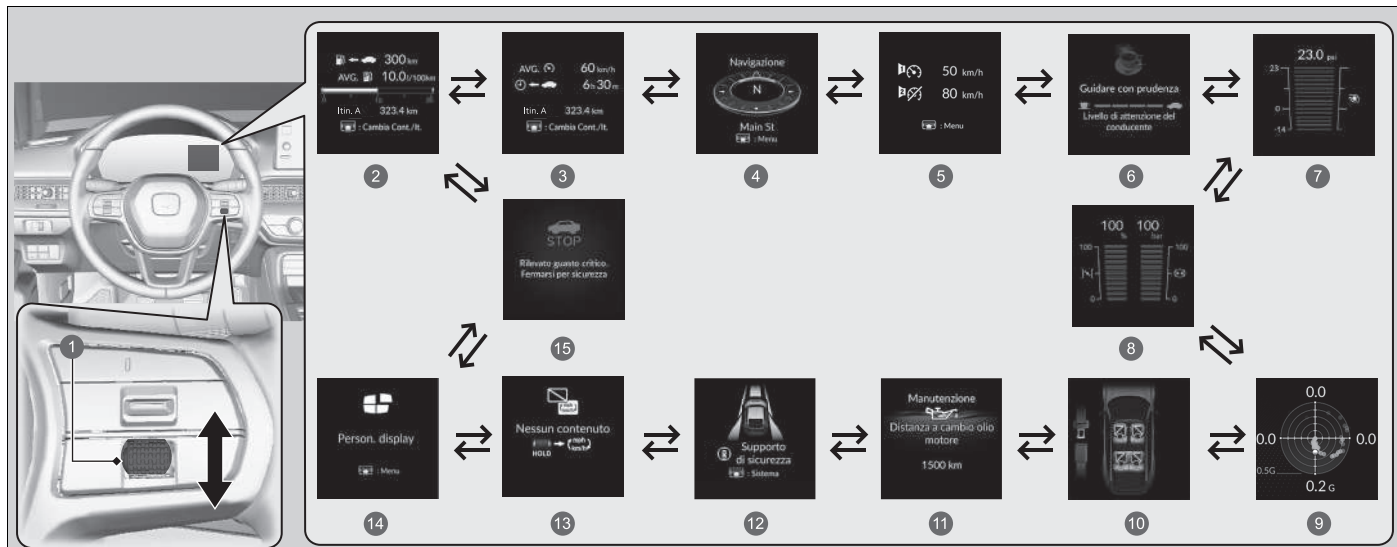 300 km
AVG. 10.0 l/100km
Itin. A 323.4 km
: Cambia Cont./It.
2
AVG. 60 km/h
6h 30m
Itin. A 323.4 km
: Cambia Cont./It.
3
Navigazione
N
Main St
: Menu
4
50 km/h
80 km/h
: Menu
5
Guidare con prudenza
Livello di attenzione del
conducente
6
23.0 psi
23
0
-14
7
STOP
Rilevato guasto critico.
Fermarsi per sicurezza
15
100 100
% bar
100 100
0 0
8
1
Person. display
: Menu
14
Nessun contenuto
HOLD mph km/h
13
Supporto
di sicurezza
: Sistema
12
Manutenzione
Distanza a cambio olio
motore
1500 km
11
10
0.0
0.0 0.0
0.5G
0.2 G
9